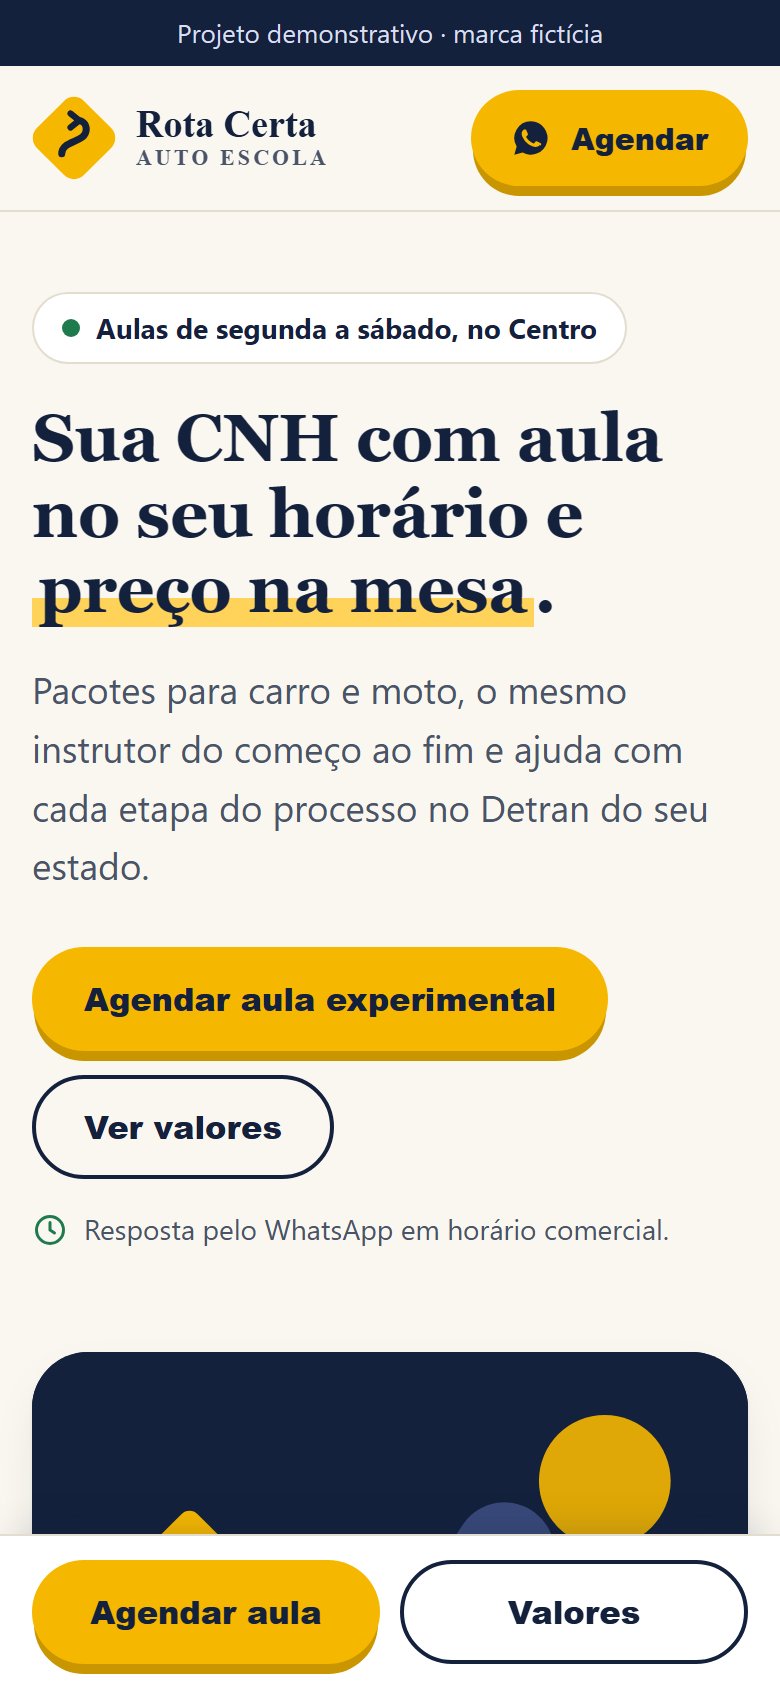 Projeto demonstrativo · marca fictícia
Rota Certa
AUTO ESCOLA
Agendar
Aulas de segunda a sábado, no Centro
Sua CNH com aula
no seu horário e
preço na mesa.
Pacotes para carro e moto, o mesmo
instrutor do começo ao fim e ajuda com
cada etapa do processo no Detran do seu
estado.
Agendar aula experimental
Ver valores
Resposta pelo WhatsApp em horário comercial.
Agendar aula
Valores